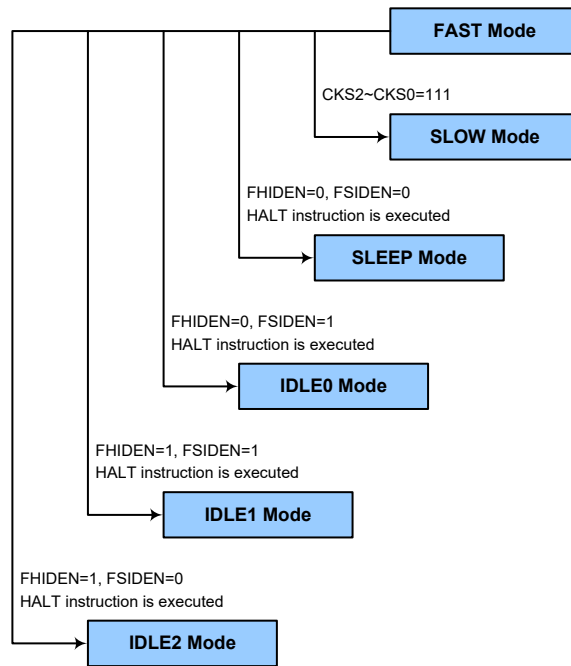 FAST Mode
CKS2~CKS0=111
SLOW Mode
FHIDEN=0, FSIDEN=0
HALT instruction is executed
SLEEP Mode
FHIDEN=0, FSIDEN=1
HALT instruction is executed
IDLE0 Mode
FHIDEN=1, FSIDEN=1
HALT instruction is executed
IDLE1 Mode
FHIDEN=1, FSIDEN=0
HALT instruction is executed
IDLE2 Mode